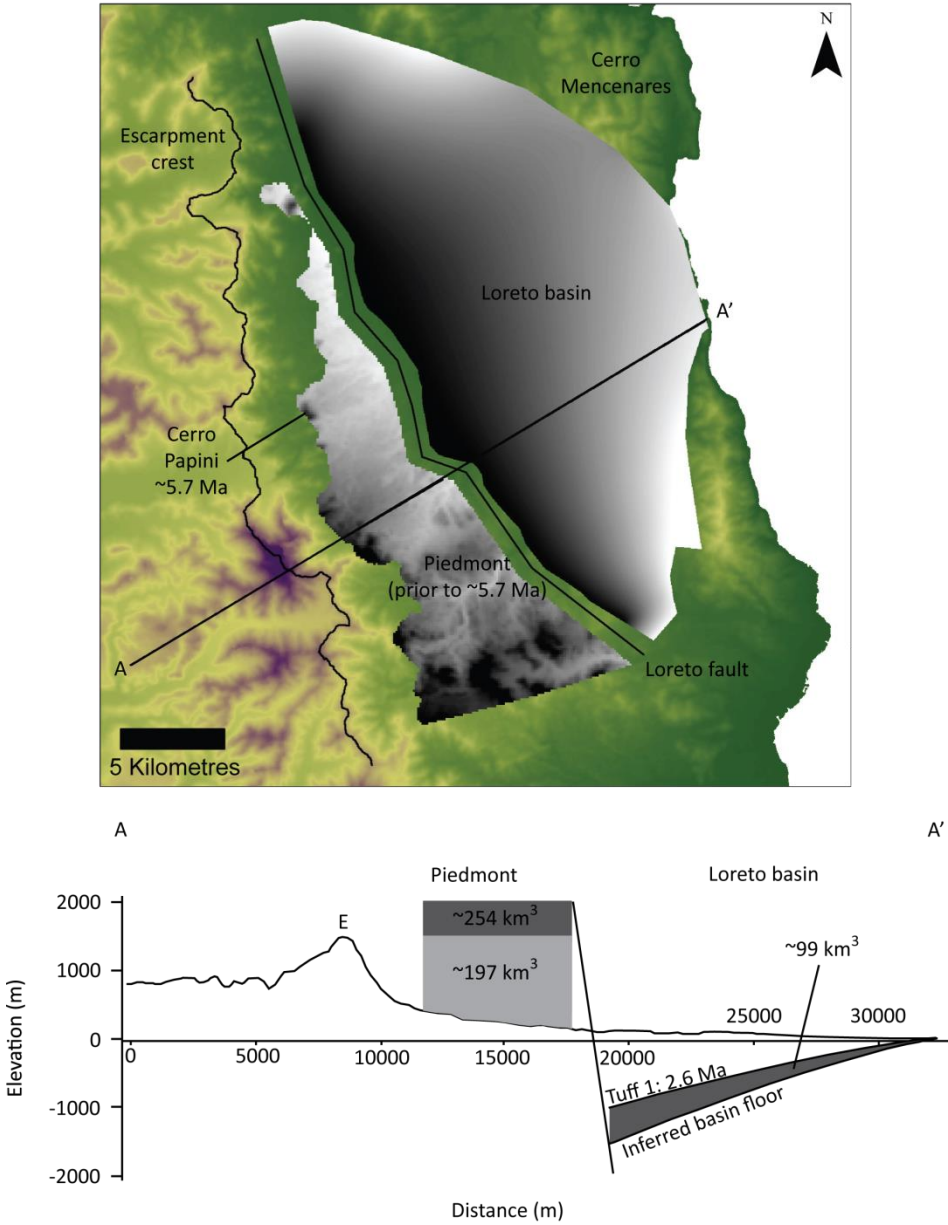 N
Cerro
Mencenares
Escarpment
crest
Loreto basin
A'
Cerro
Papini
~5.7 Ma
Piedmont
(prior to ~5.7 Ma)
A
Loreto fault
5 Kilometres
A
A'
Piedmont
Loreto basin
2000
E
~254 km³
~99 km³
1000
~197 km³
25000
30000
0
0
5000
10000
15000
20000
Tuff 1: 2.6 Ma
-1000
Inferred basin floor
-2000
Elevation (m)
Distance (m)